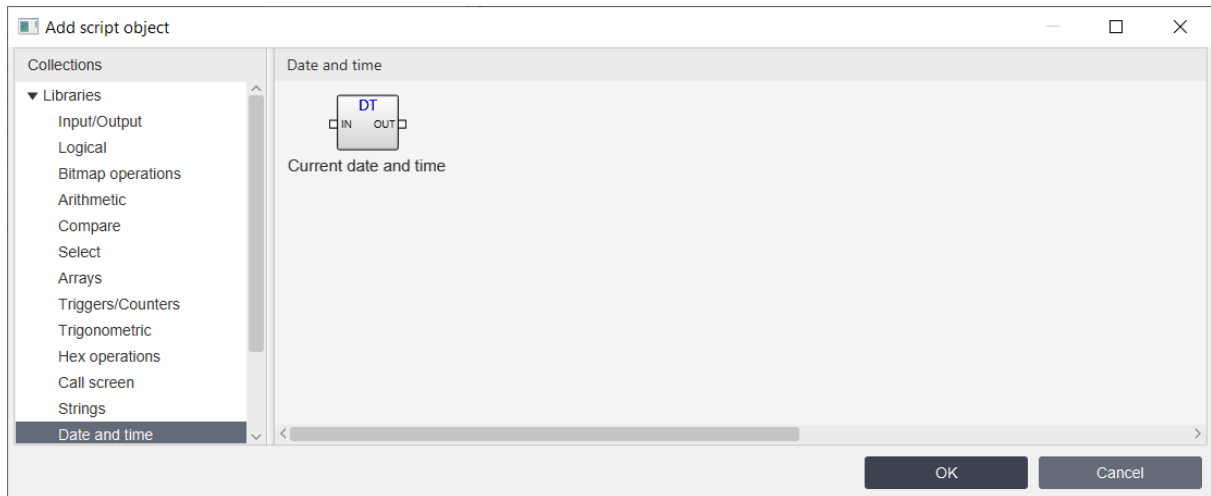 Add script object
Collections
Libraries
Input/Output
Logical
Bitmap operations
Arithmetic
Compare
Select
Arrays
Triggers/Counters
Trigonometric
Hex operations
Call screen
Strings
Date and time
Date and time
DT
IN OUT
Current date and time
OK Cancel